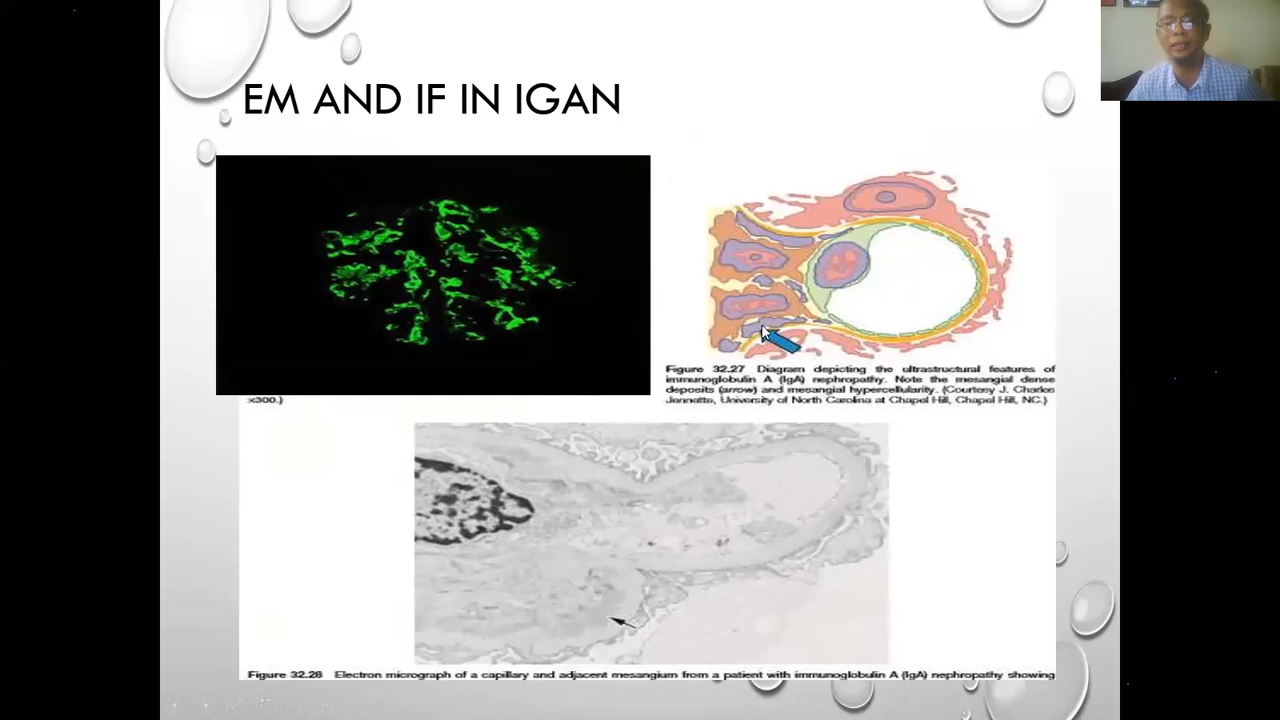 EM AND IF IN IGAN
x300.)
Figure 32.27 Diagram depicting the ultrastructural features of
immunoglobulin A (IgA) nephropathy. Note the mesangial dense
deposits (arrow) and mesangial hypercellularity. (Courtesy J. Charles
Jennette, University of North Carolina at Chapel Hill, Chapel Hill, NC.)
Figure 32.28 Electron micrograph of a capillary and adjacent mesangium from a patient with immunoglobulin A (IgA) nephropathy showing